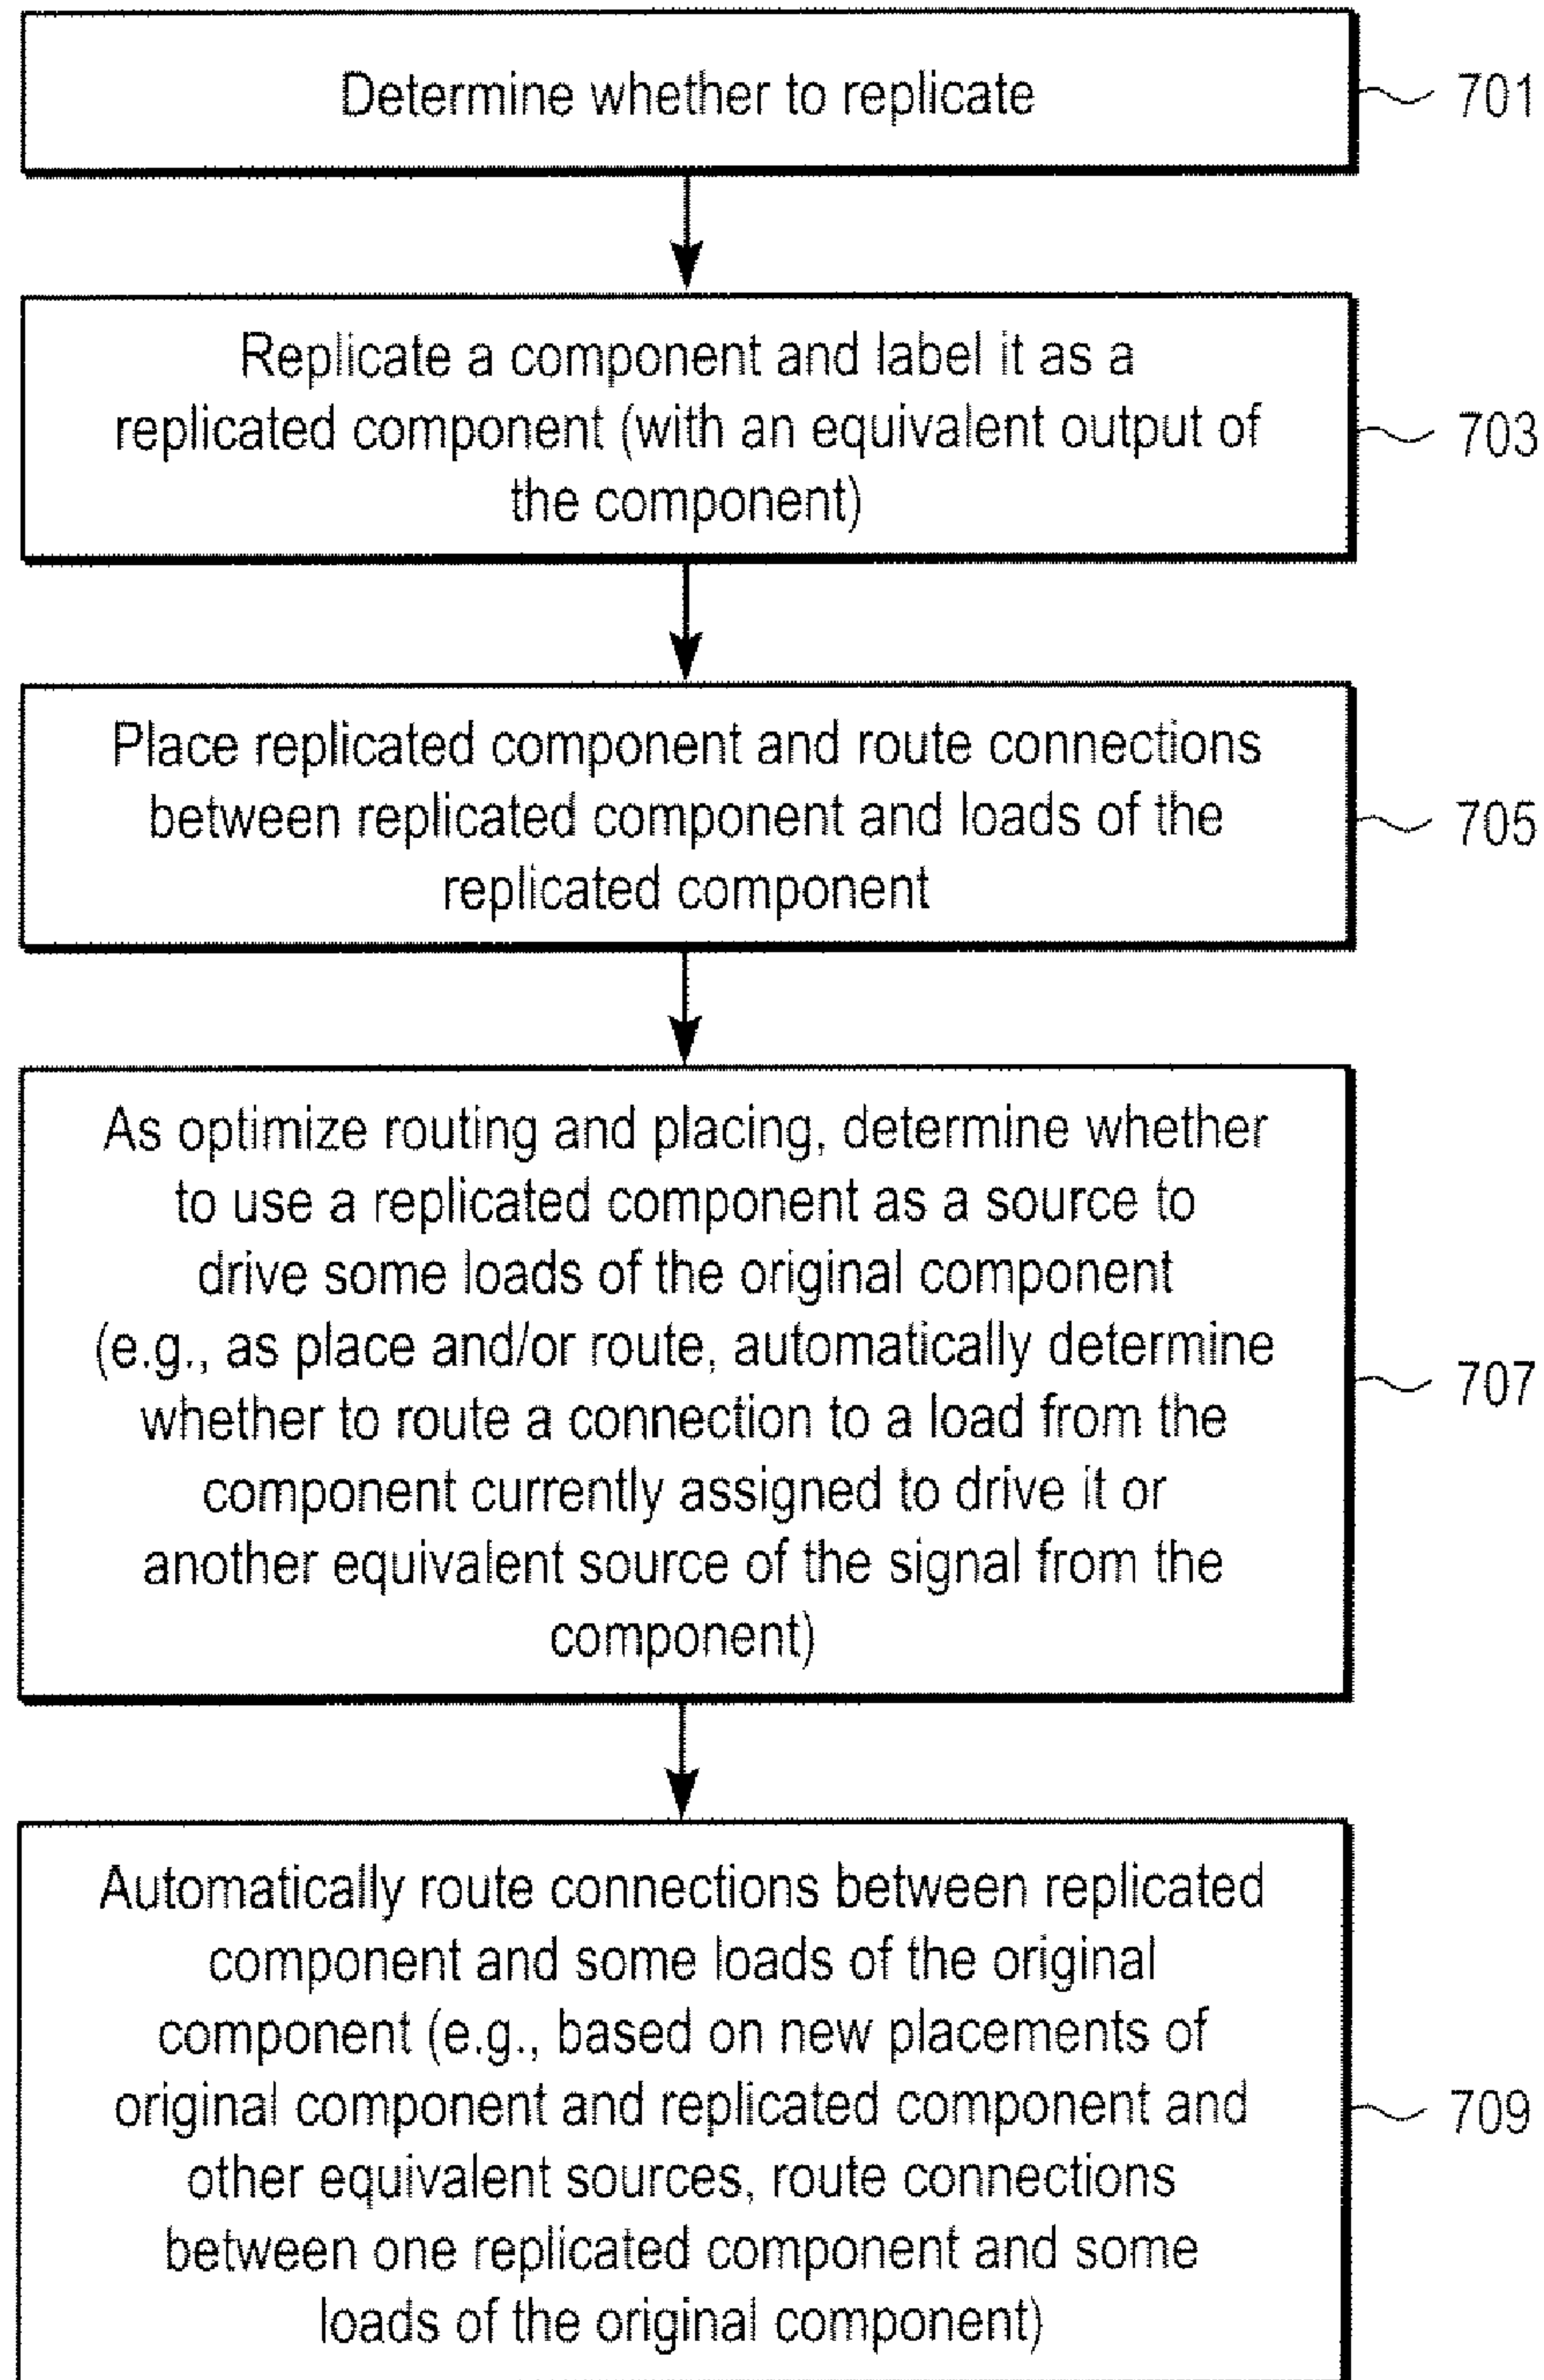 Determine whether to replicate
701
Replicate a component and label it as a
replicated component (with an equivalent output of
the component)
703
Place replicated component and route connections
between replicated component and loads of the
replicated component
705
As optimize routing and placing, determine whether
to use a replicated component as a source to
drive some loads of the original component
(e.g., as place and/or route, automatically determine
whether to route a connection to a load from the
component currently assigned to drive it or
another equivalent source of the signal from the
component)
707
Automatically route connections between replicated
component and some loads of the original
component (e.g., based on new placements of
original component and replicated component and
other equivalent sources, route connections
between one replicated component and some
loads of the original component)
709